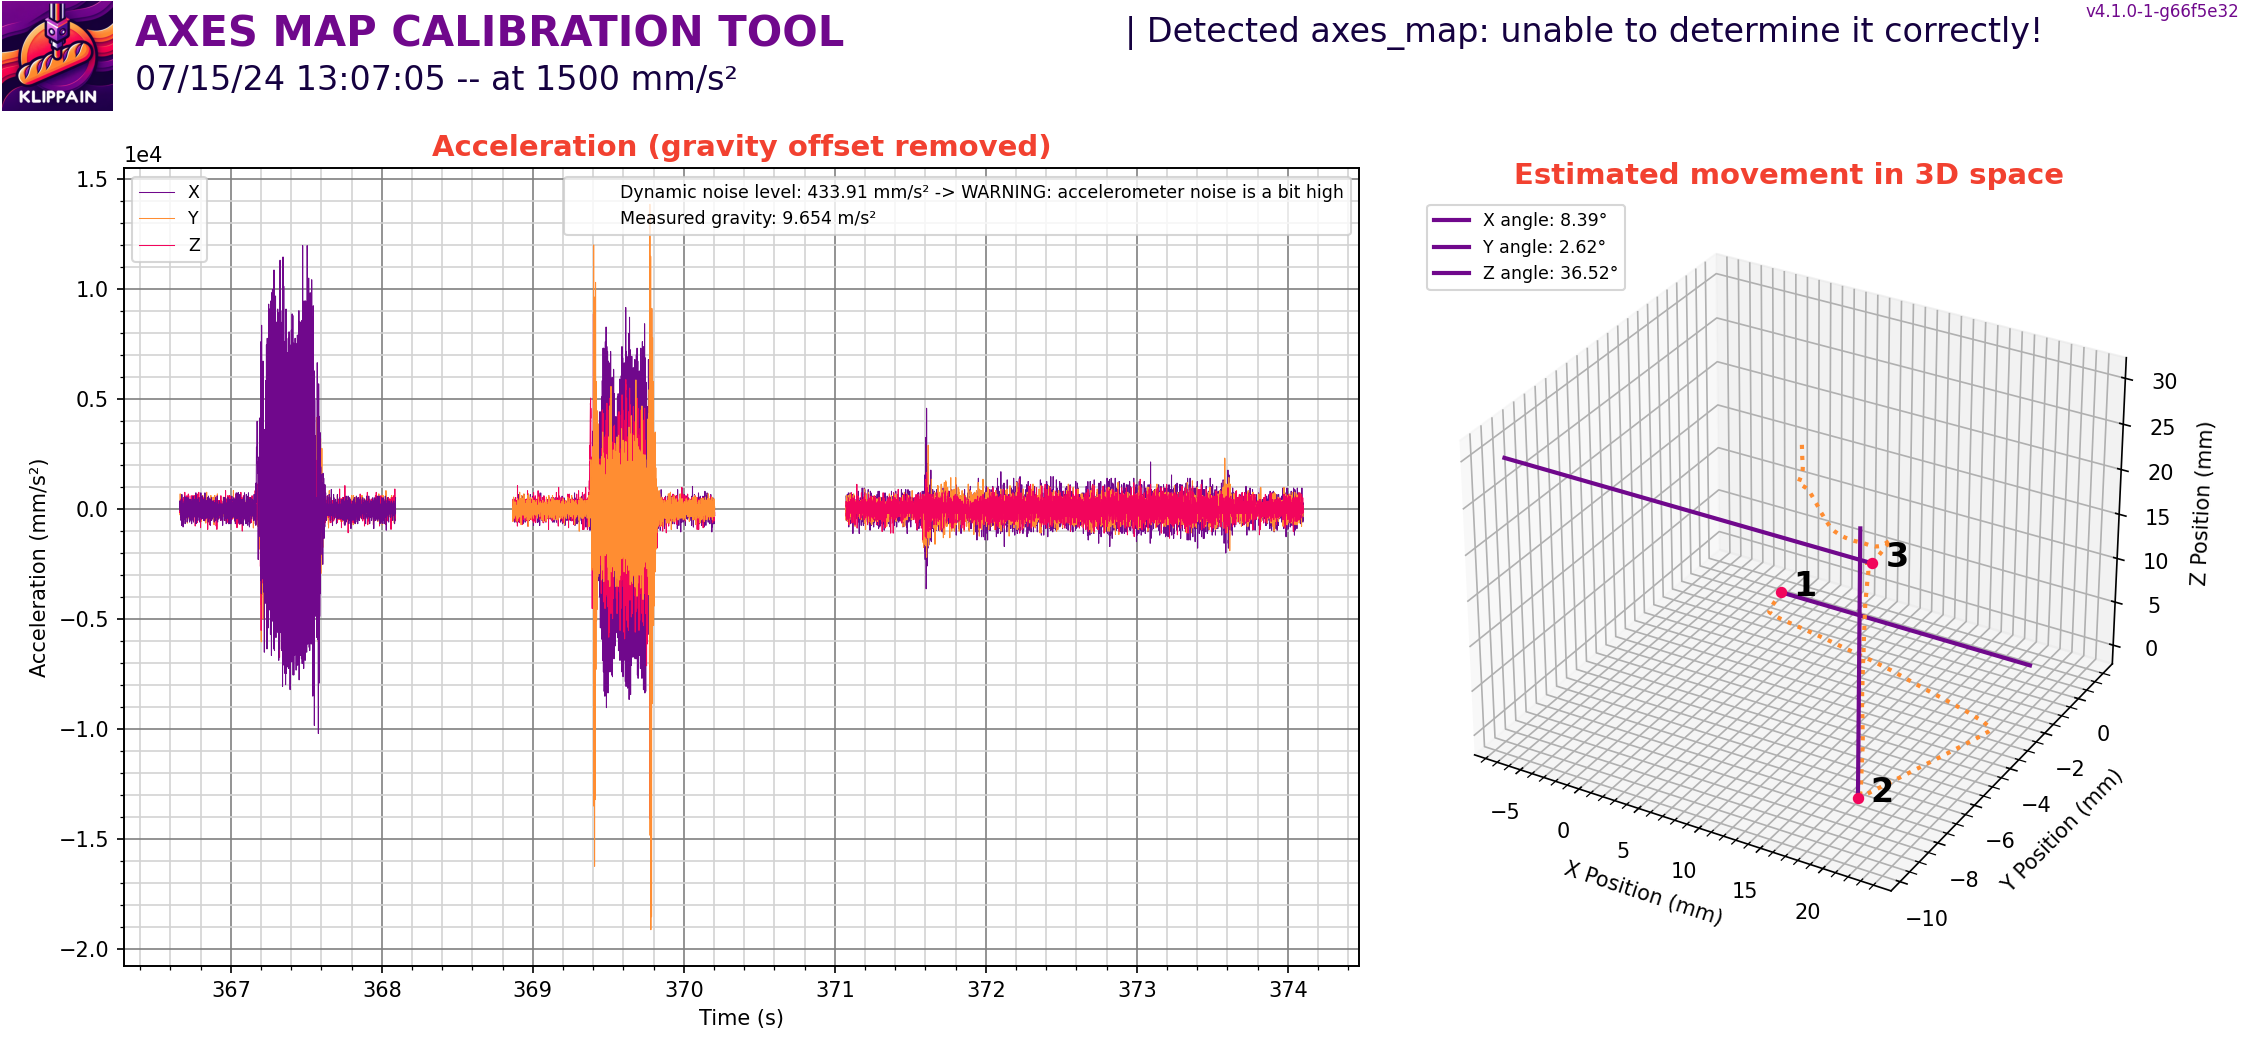 KLIPPAIN
AXES MAP CALIBRATION TOOL
07/15/24 13:07:05 -- at 1500 mm/s²
| Detected axes_map: unable to determine it correctly!
v4.1.0-1-g66f5e32
Acceleration (gravity offset removed)
1e4
X
Y
Z
Dynamic noise level: 433.91 mm/s² -> WARNING: accelerometer noise is a bit high
Measured gravity: 9.654 m/s²
1.5
1.0
0.5
0.0
−0.5
−1.0
−1.5
−2.0
Acceleration (mm/s²)
367 368 369 370 371 372 373 374
Time (s)
Estimated movement in 3D space
X angle: 8.39°
Y angle: 2.62°
Z angle: 36.52°
1
2
3
−5 0 5 10 15 20
X Position (mm)
−10 −8 −6 −4 −2 0
Y Position (mm)
0 5 10 15 20 25 30
Z Position (mm)